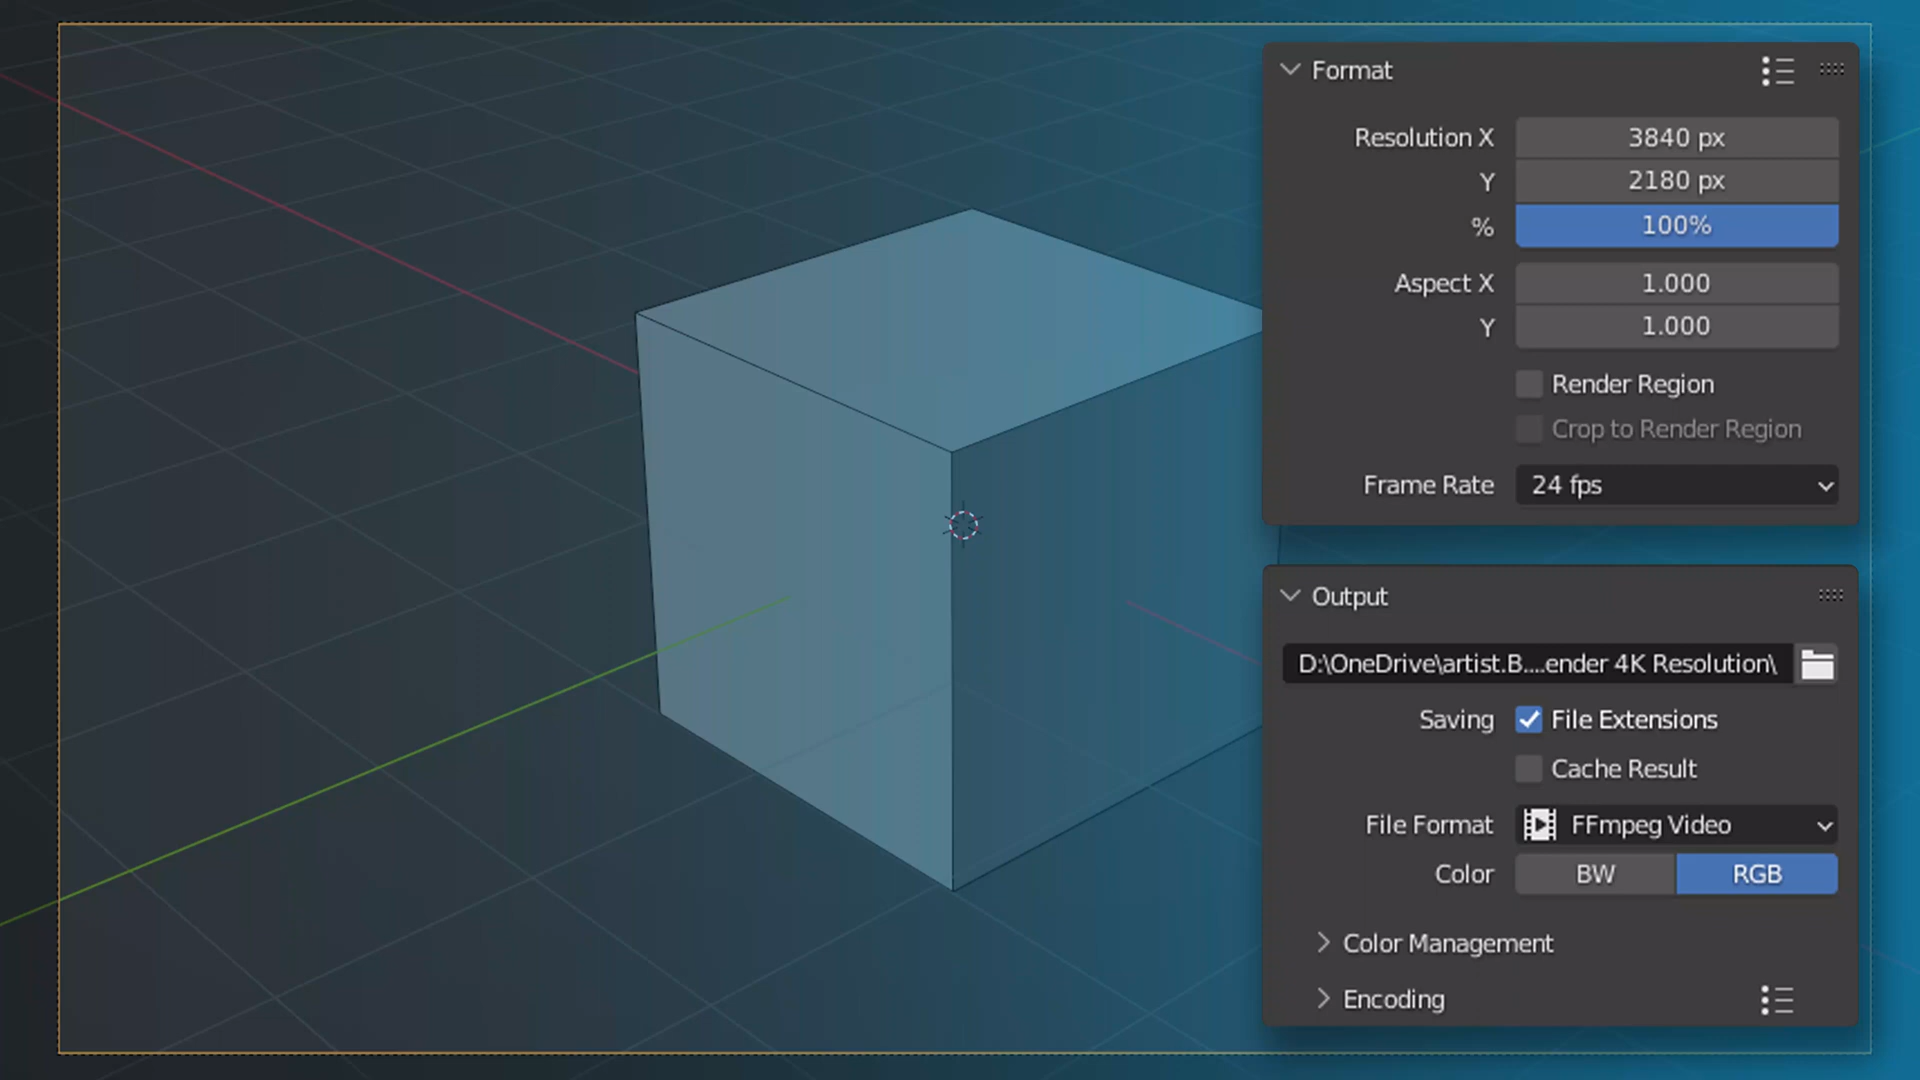 Format
Resolution X 3840 px
Y 2180 px
% 100%
Aspect X 1.000
Y 1.000
Render Region
Crop to Render Region
Frame Rate 24 fps
Output
D:\OneDrive\artist.B....ender 4K Resolution\
Saving File Extensions
Cache Result
File Format FFmpeg Video
Color BW RGB
Color Management
Encoding